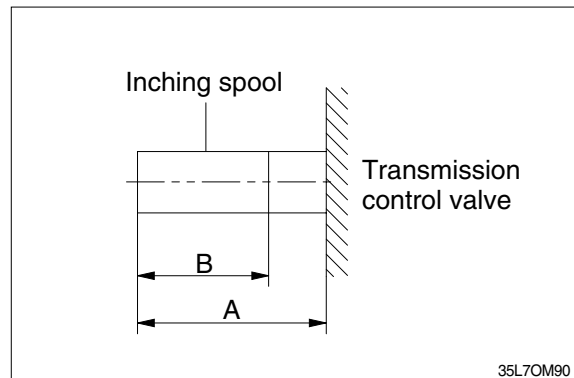 Inching spool
Transmission
control valve
B
A
35L7OM90